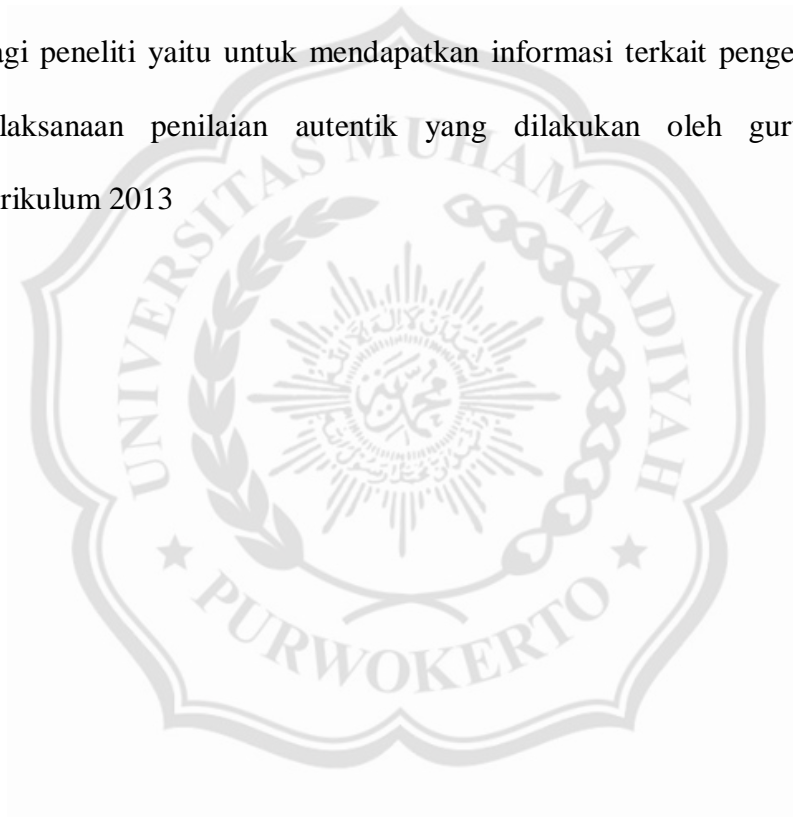 agi peneliti yaitu untuk mendapatkan informasi terkait penge
laksanaan penilaian autentik yang dilakukan oleh gur
rikulum 2013
UNIVERSITAS MUHAMMADIYAH
PURWOKERTO